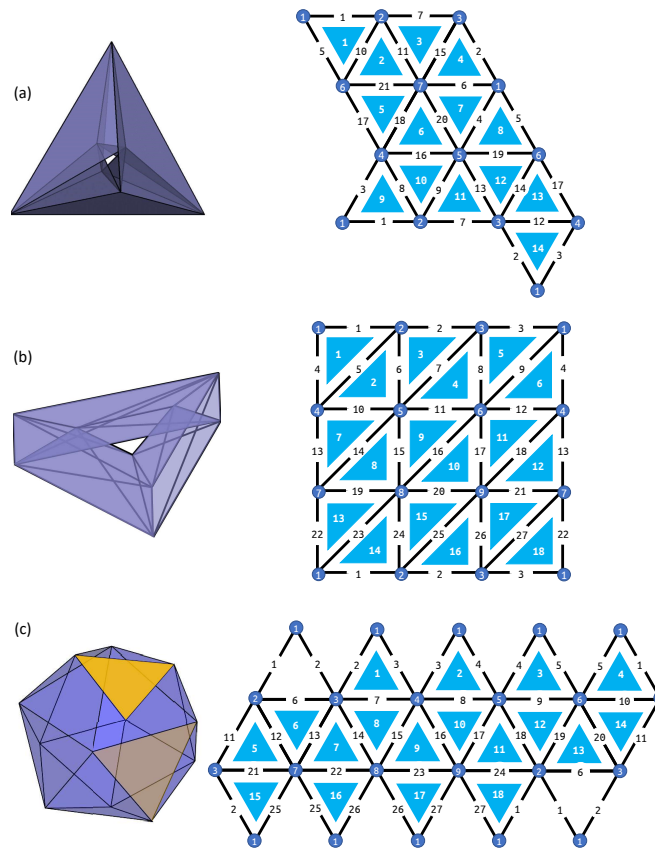 (a)
1 1 2 7 3
5 1 10 11 3 15 2
2 4
6 21 7 6 1
17 5 18 20 7 4 5
6 8
4 16 5 19 6
3 8 10 9 13 12 14 17
9 11 13
1 1 2 7 3 12 4
2 14 3
1
(b)
1 1 2 2 3 3 1
4 1 5 6 3 7 8 5 9 4
2 4 6
4 10 5 11 6 12 4
13 7 14 15 9 16 17 11 18 13
8 10 12
7 19 8 20 9 21 7
22 13 23 24 15 25 26 17 27 22
14 16 18
1 1 2 2 3 3 1
(c)
1 1 1 1 1
1 2 2 1 3 3 2 4 4 3 5 5 4 1
2 6 3 7 4 8 5 9 6 10
11 5 12 6 13 7 14 8 15 9 16 10 17 11 18 12 19 13 20 14 11
3 21 7 22 8 23 9 24 2 6 3
2 15 25 25 16 26 26 17 27 27 18 1 1 2
1 1 1 1 1